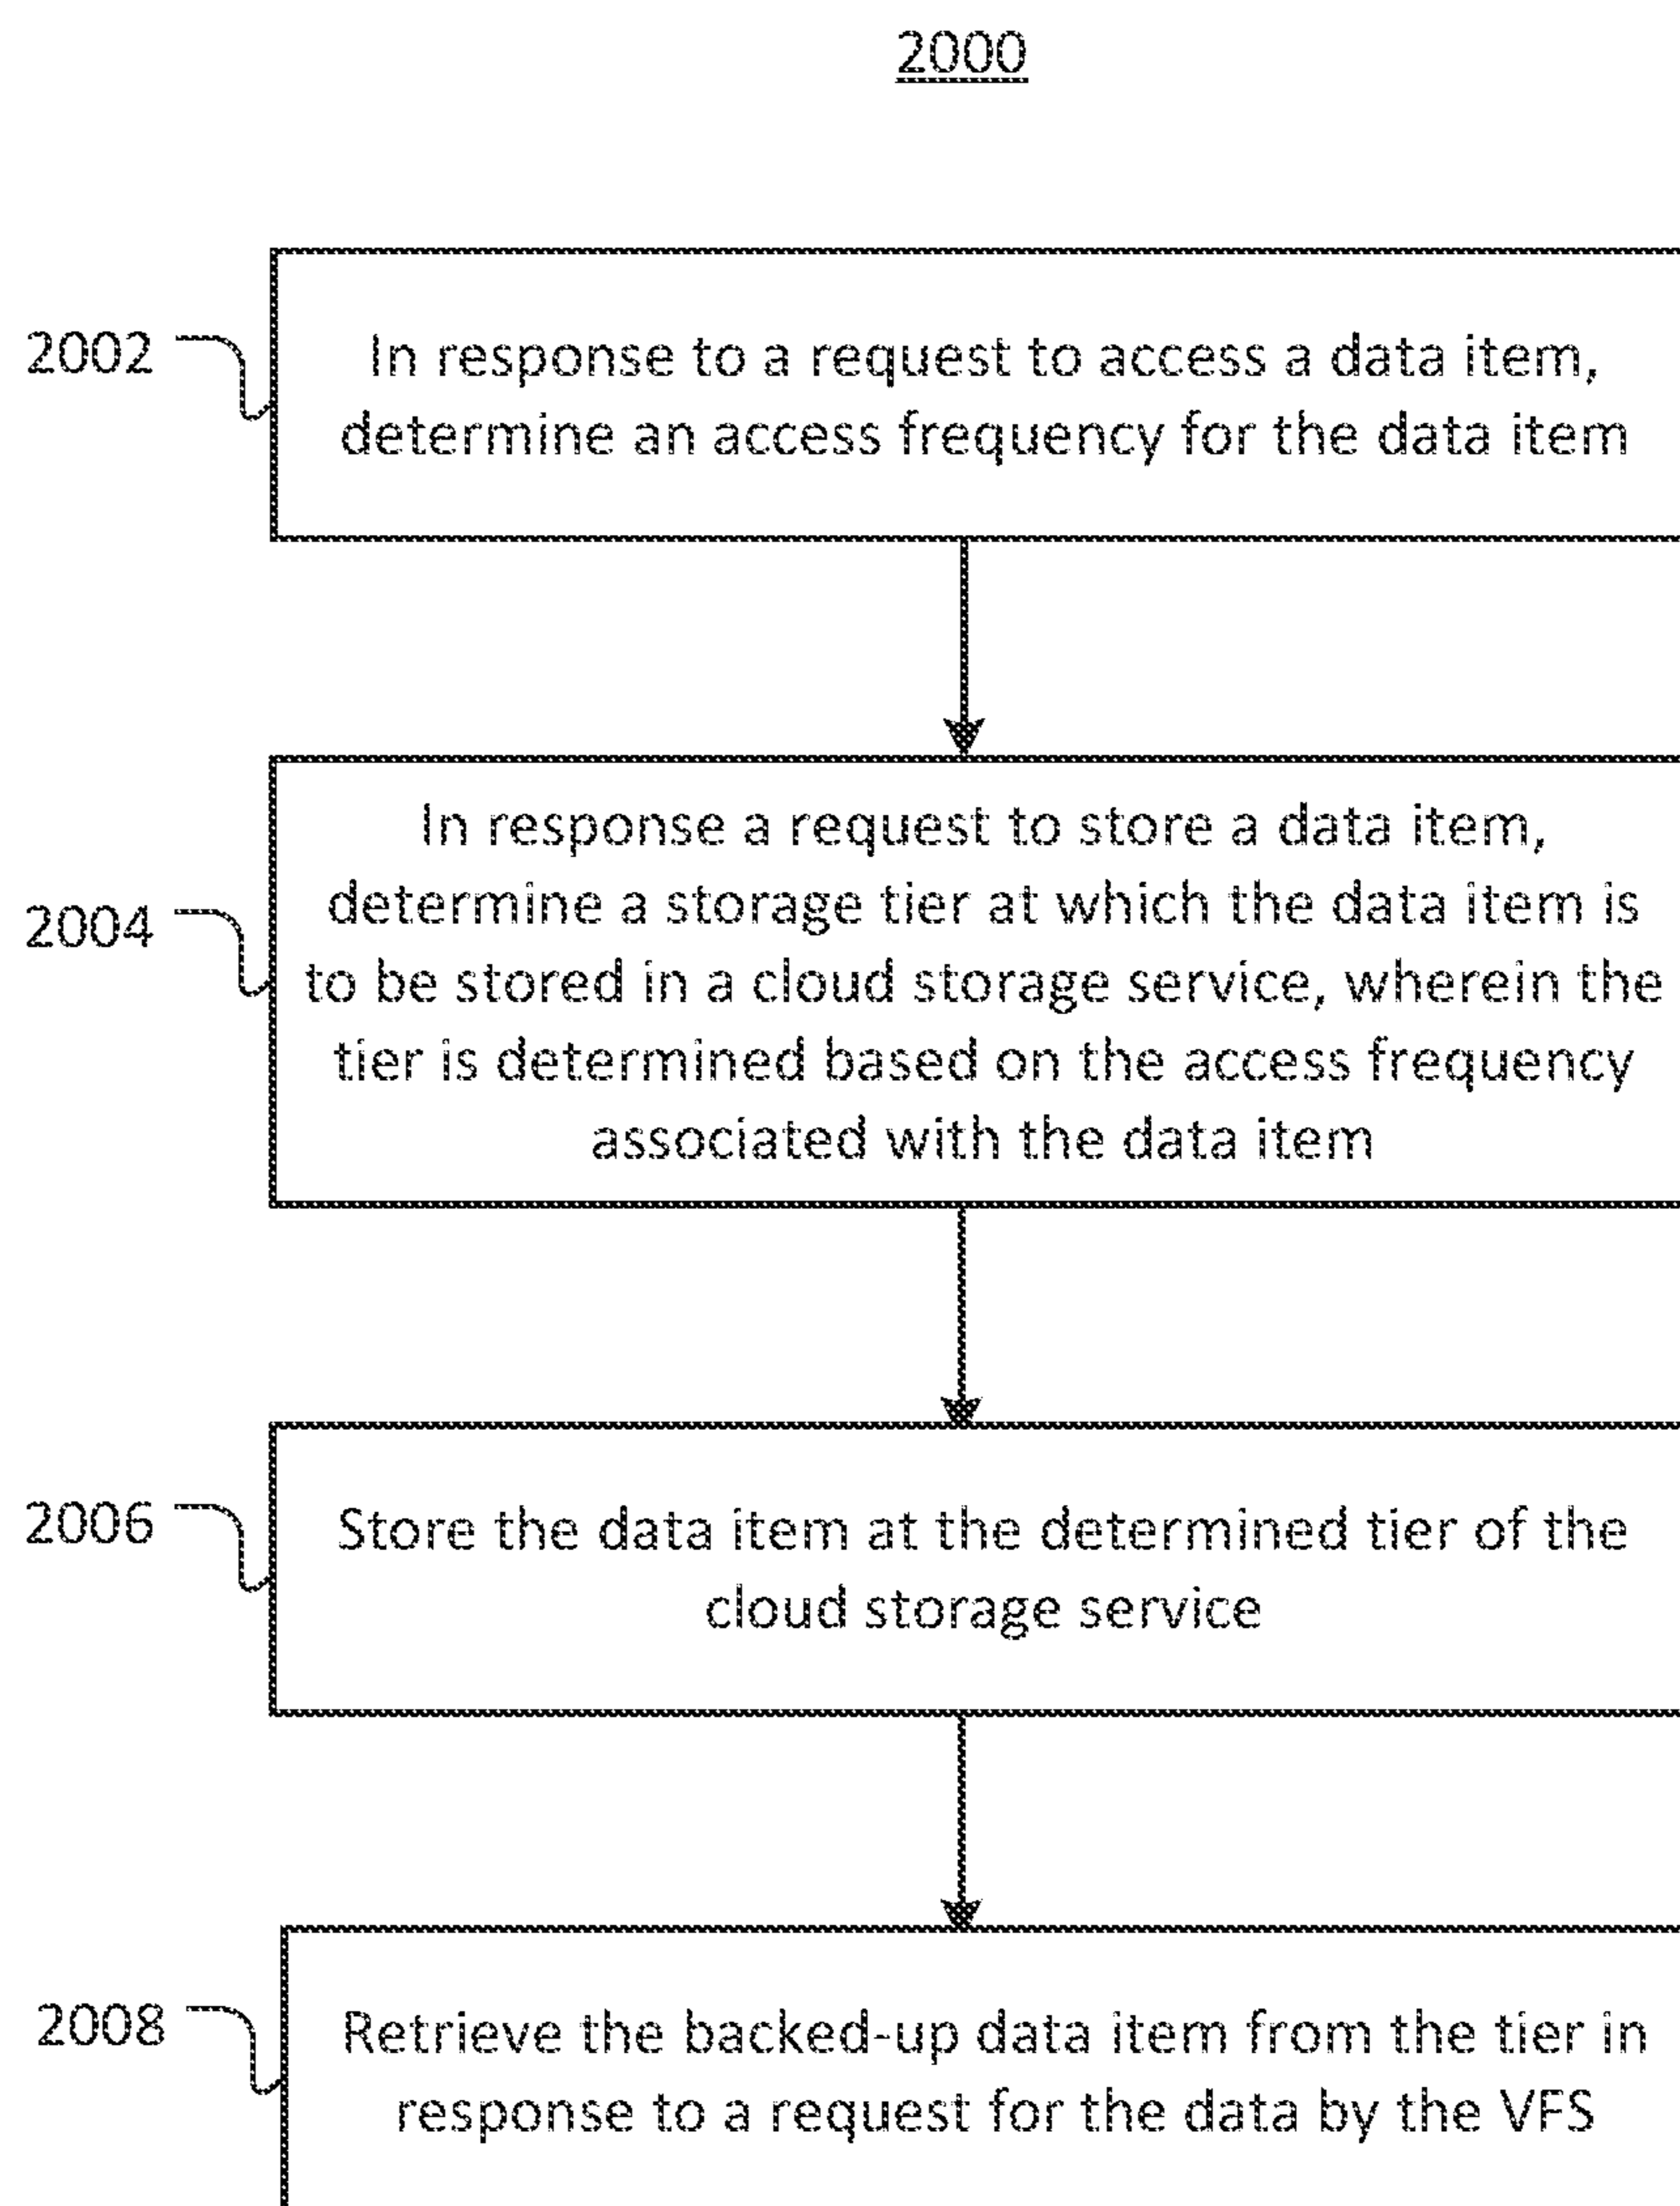 2000
2002
In response to a request to access a data item,
determine an access frequency for the data item
2004
In response a request to store a data item,
determine a storage tier at which the data item is
to be stored in a cloud storage service, wherein the
tier is determined based on the access frequency
associated with the data item
2006
Store the data item at the determined tier of the
cloud storage service
2008
Retrieve the backed-up data item from the tier in
response to a request for the data by the VFS